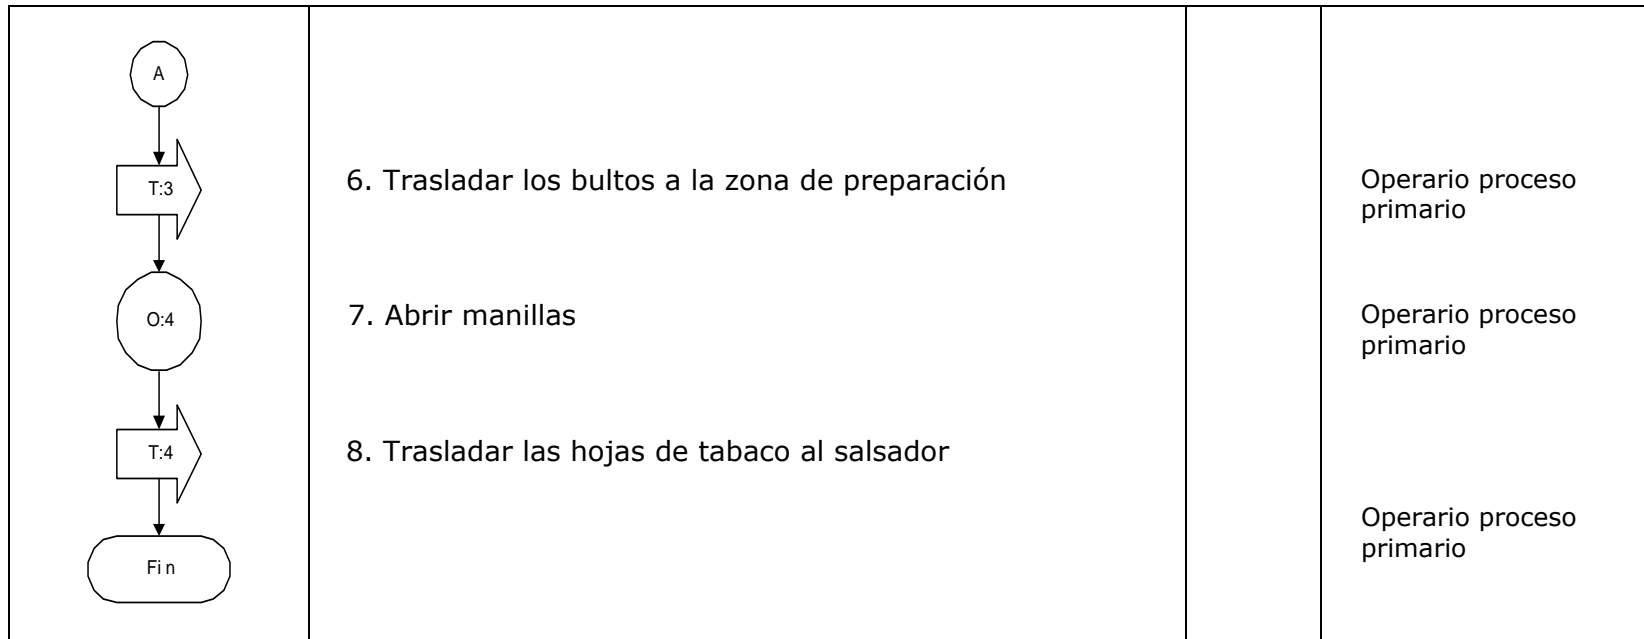 A
T:3
6. Trasladar los bultos a la zona de preparación
Operario proceso
primario
O:4
7. Abrir manillas
Operario proceso
primario
T:4
8. Trasladar las hojas de tabaco al salsador
Operario proceso
primario
Fin